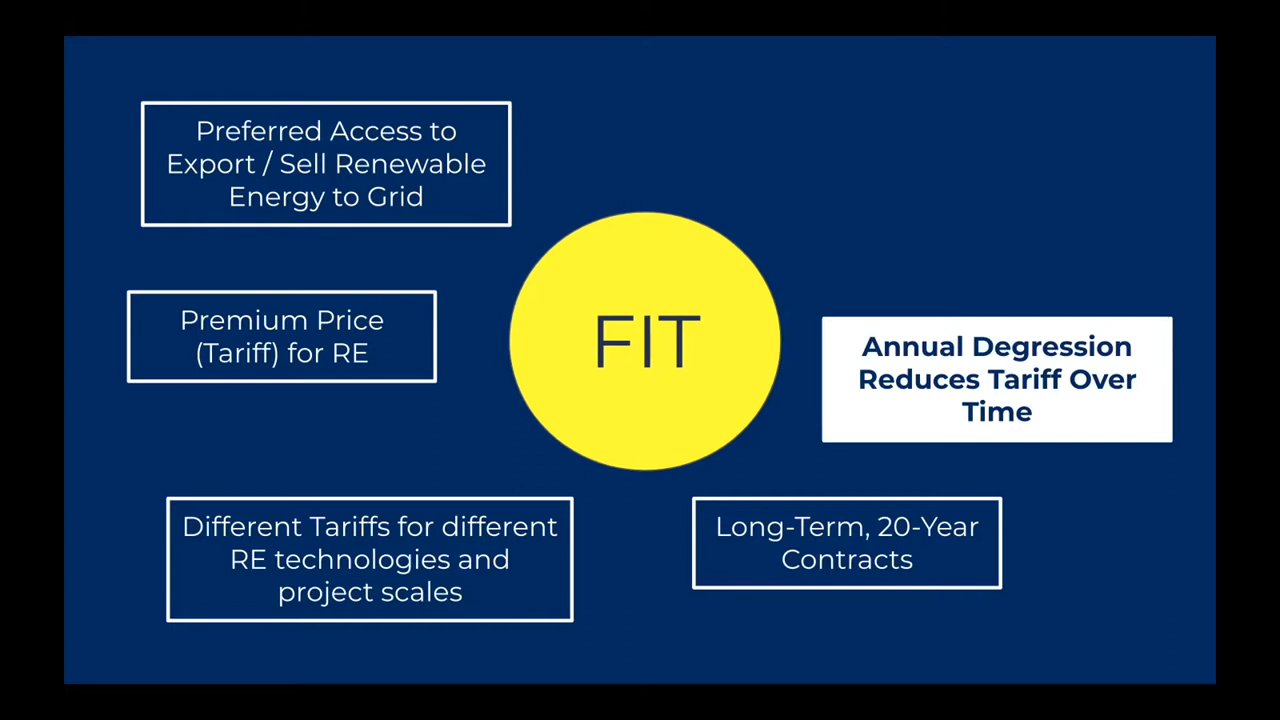 Preferred Access to
Export / Sell Renewable
Energy to Grid
Premium Price
(Tariff) for RE
FIT
Annual Degression
Reduces Tariff Over
Time
Different Tariffs for different
RE technologies and
project scales
Long-Term, 20-Year
Contracts